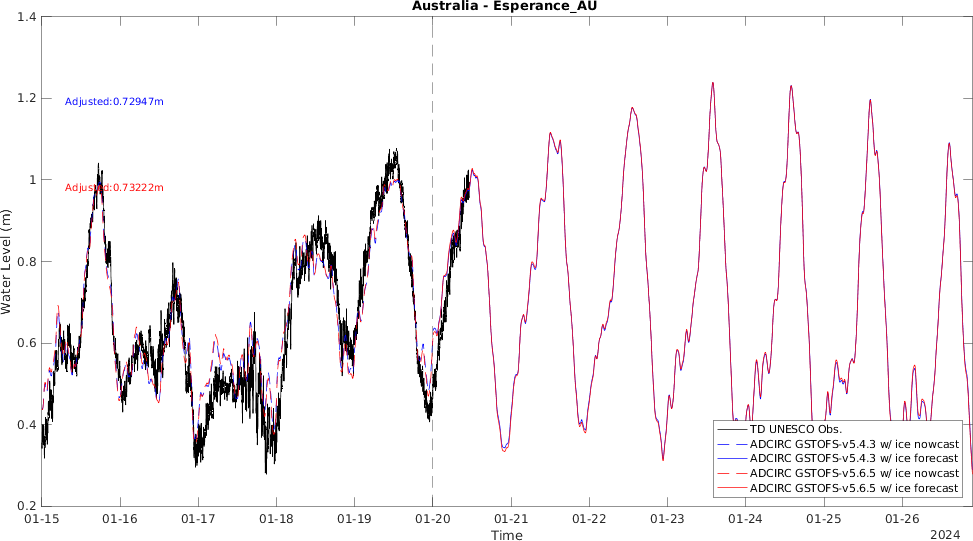 Australia - Esperance_AU
1.4
1.2
1
0.8
0.6
0.4
0.2
Water Level (m)
Adjusted:0.72947m
Adjusted:0.73222m
TD UNESCO Obs.
ADCIRC GSTOFS-v5.4.3 w/ ice nowcast
ADCIRC GSTOFS-v5.4.3 w/ ice forecast
ADCIRC GSTOFS-v5.6.5 w/ ice nowcast
ADCIRC GSTOFS-v5.6.5 w/ ice forecast
01-15 01-16 01-17 01-18 01-19 01-20 01-21 01-22 01-23 01-24 01-25 01-26
Time
2024